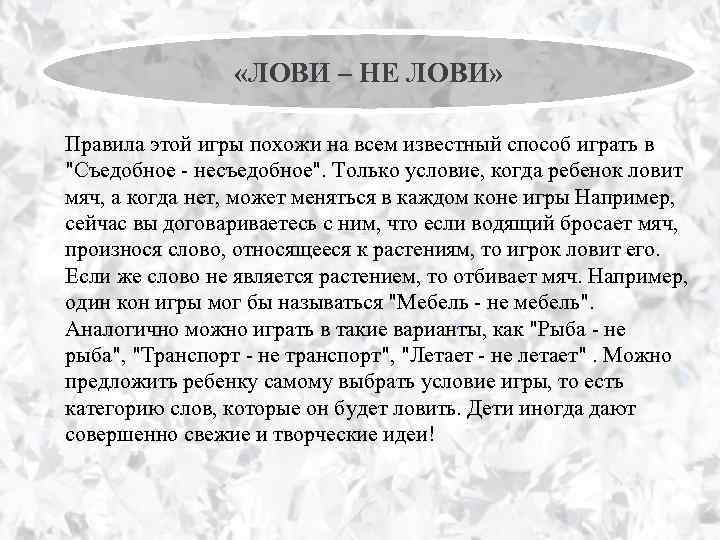 «ЛОВИ – НЕ ЛОВИ»
Правила этой игры похожи на всем известный способ играть в
"Съедобное - несъедобное". Только условие, когда ребенок ловит
мяч, а когда нет, может меняться в каждом коне игры Например,
сейчас вы договариваетесь с ним, что если водящий бросает мяч,
произнося слово, относящееся к растениям, то игрок ловит его.
Если же слово не является растением, то отбивает мяч. Например,
один кон игры мог бы называться "Мебель - не мебель".
Аналогично можно играть в такие варианты, как "Рыба - не
рыба", "Транспорт - не транспорт", "Летает - не летает" . Можно
предложить ребенку самому выбрать условие игры, то есть
категорию слов, которые он будет ловить. Дети иногда дают
совершенно свежие и творческие идеи!